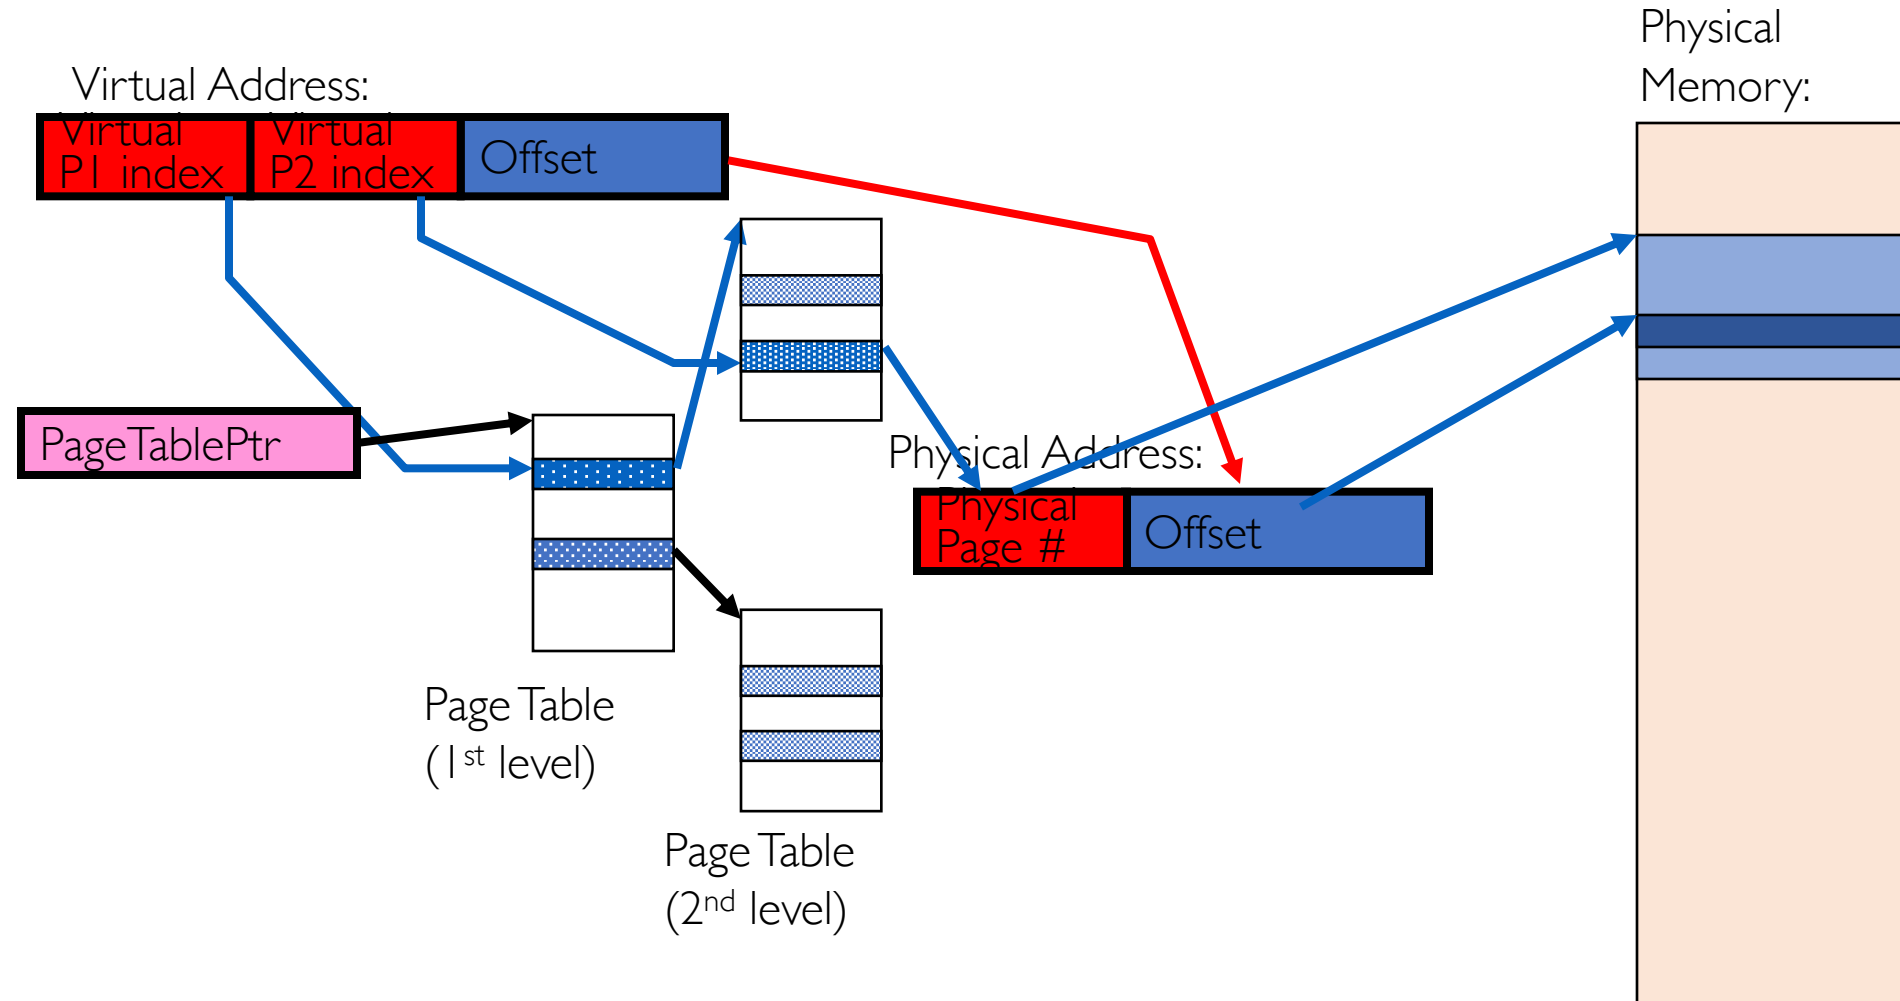 Physical
Memory:
Virtual Address:
Virtual
P1 index
Virtual
P2 index
Offset
PageTablePtr
Physical Address:
Physical
Page #
Offset
Page Table
(1st level)
Page Table
(2nd level)